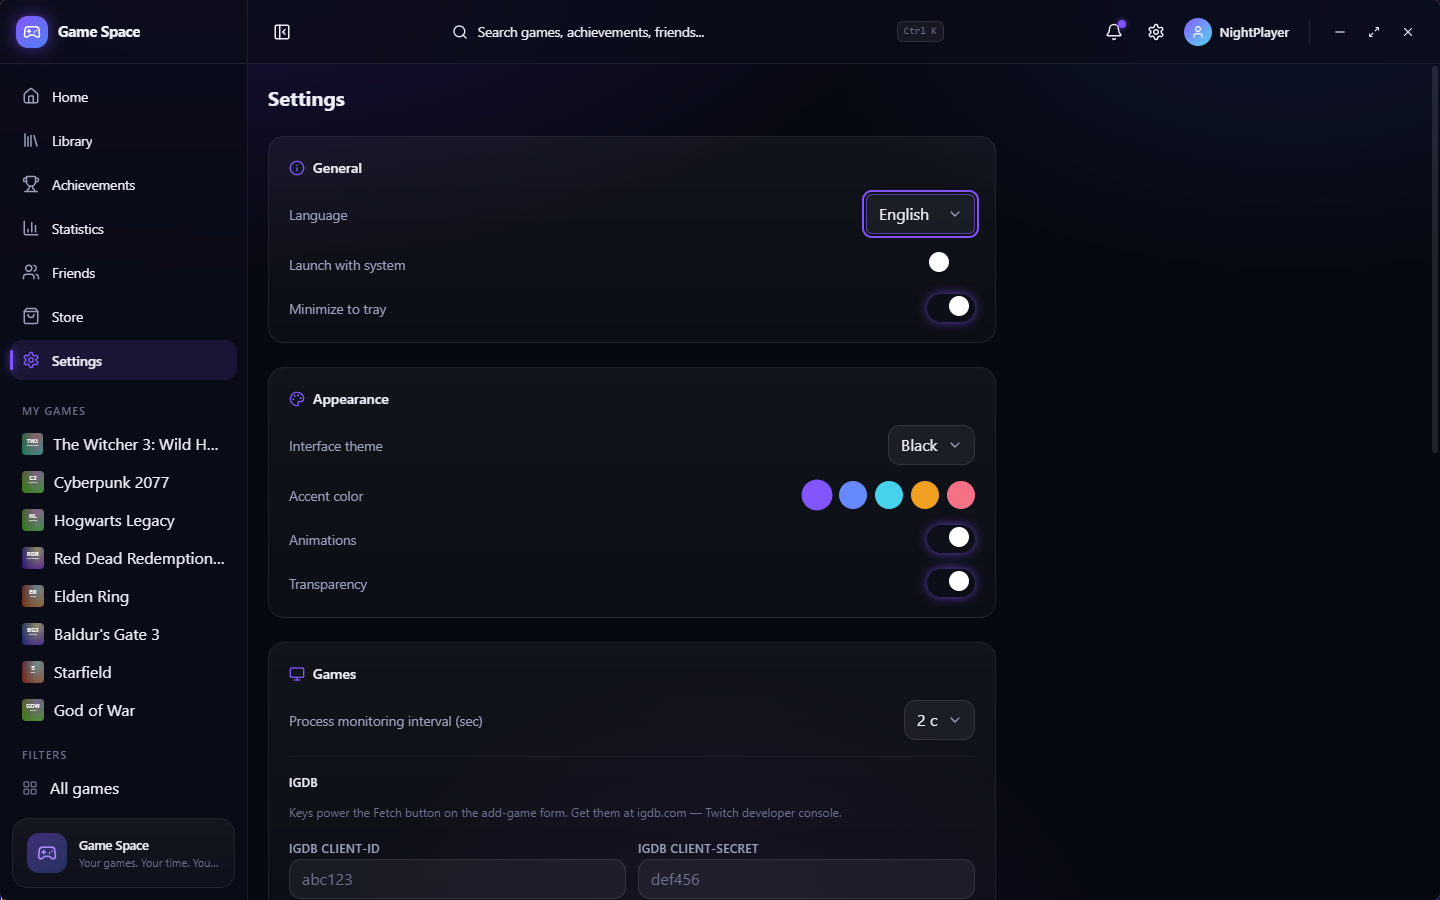 Game Space
Search games, achievements, friends...
Ctrl K
NightPlayer
Home
Library
Achievements
Statistics
Friends
Store
Settings
MY GAMES
The Witcher 3: Wild H...
Cyberpunk 2077
Hogwarts Legacy
Red Dead Redemption...
Elden Ring
Baldur's Gate 3
Starfield
God of War
FILTERS
All games
Game Space
Your games. Your time. You...
Settings
General
Language
English
Launch with system
Minimize to tray
Appearance
Interface theme
Black
Accent color
Animations
Transparency
Games
Process monitoring interval (sec)
2 с
IGDB
Keys power the Fetch button on the add-game form. Get them at igdb.com — Twitch developer console.
IGDB CLIENT-ID
IGDB CLIENT-SECRET
abc123
def456